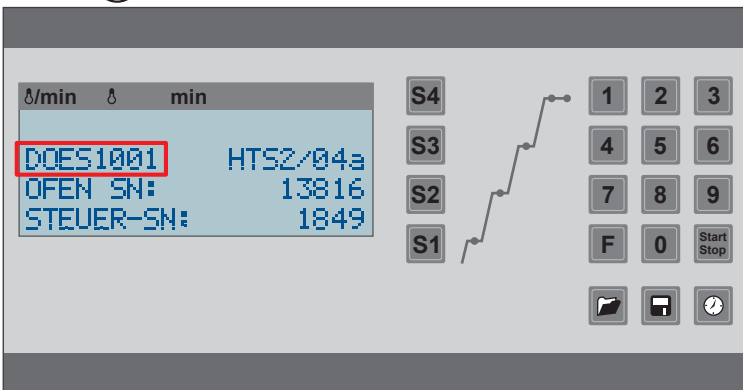 °/min ° min
DOES1001 HTS2/04a
OFEN SN: 13816
STEUER-SN: 1849
S4
S3
S2
S1
1 2 3
4 5 6
7 8 9
F 0 Start Stop